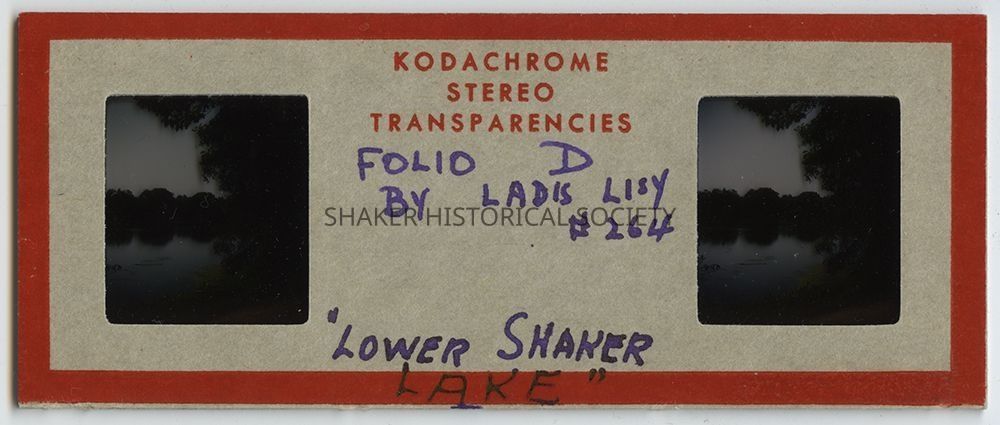 KODACHROME
STEREO
TRANSPARENCIES
FOLIO D
BY LADIS LISY
SHAKER HISTORICAL SOCIETY
# 264
"LOWER SHAKER
LAKE"